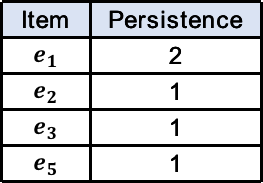 Item Persistence
e₁ 2
e₂ 1
e₃ 1
e₅ 1